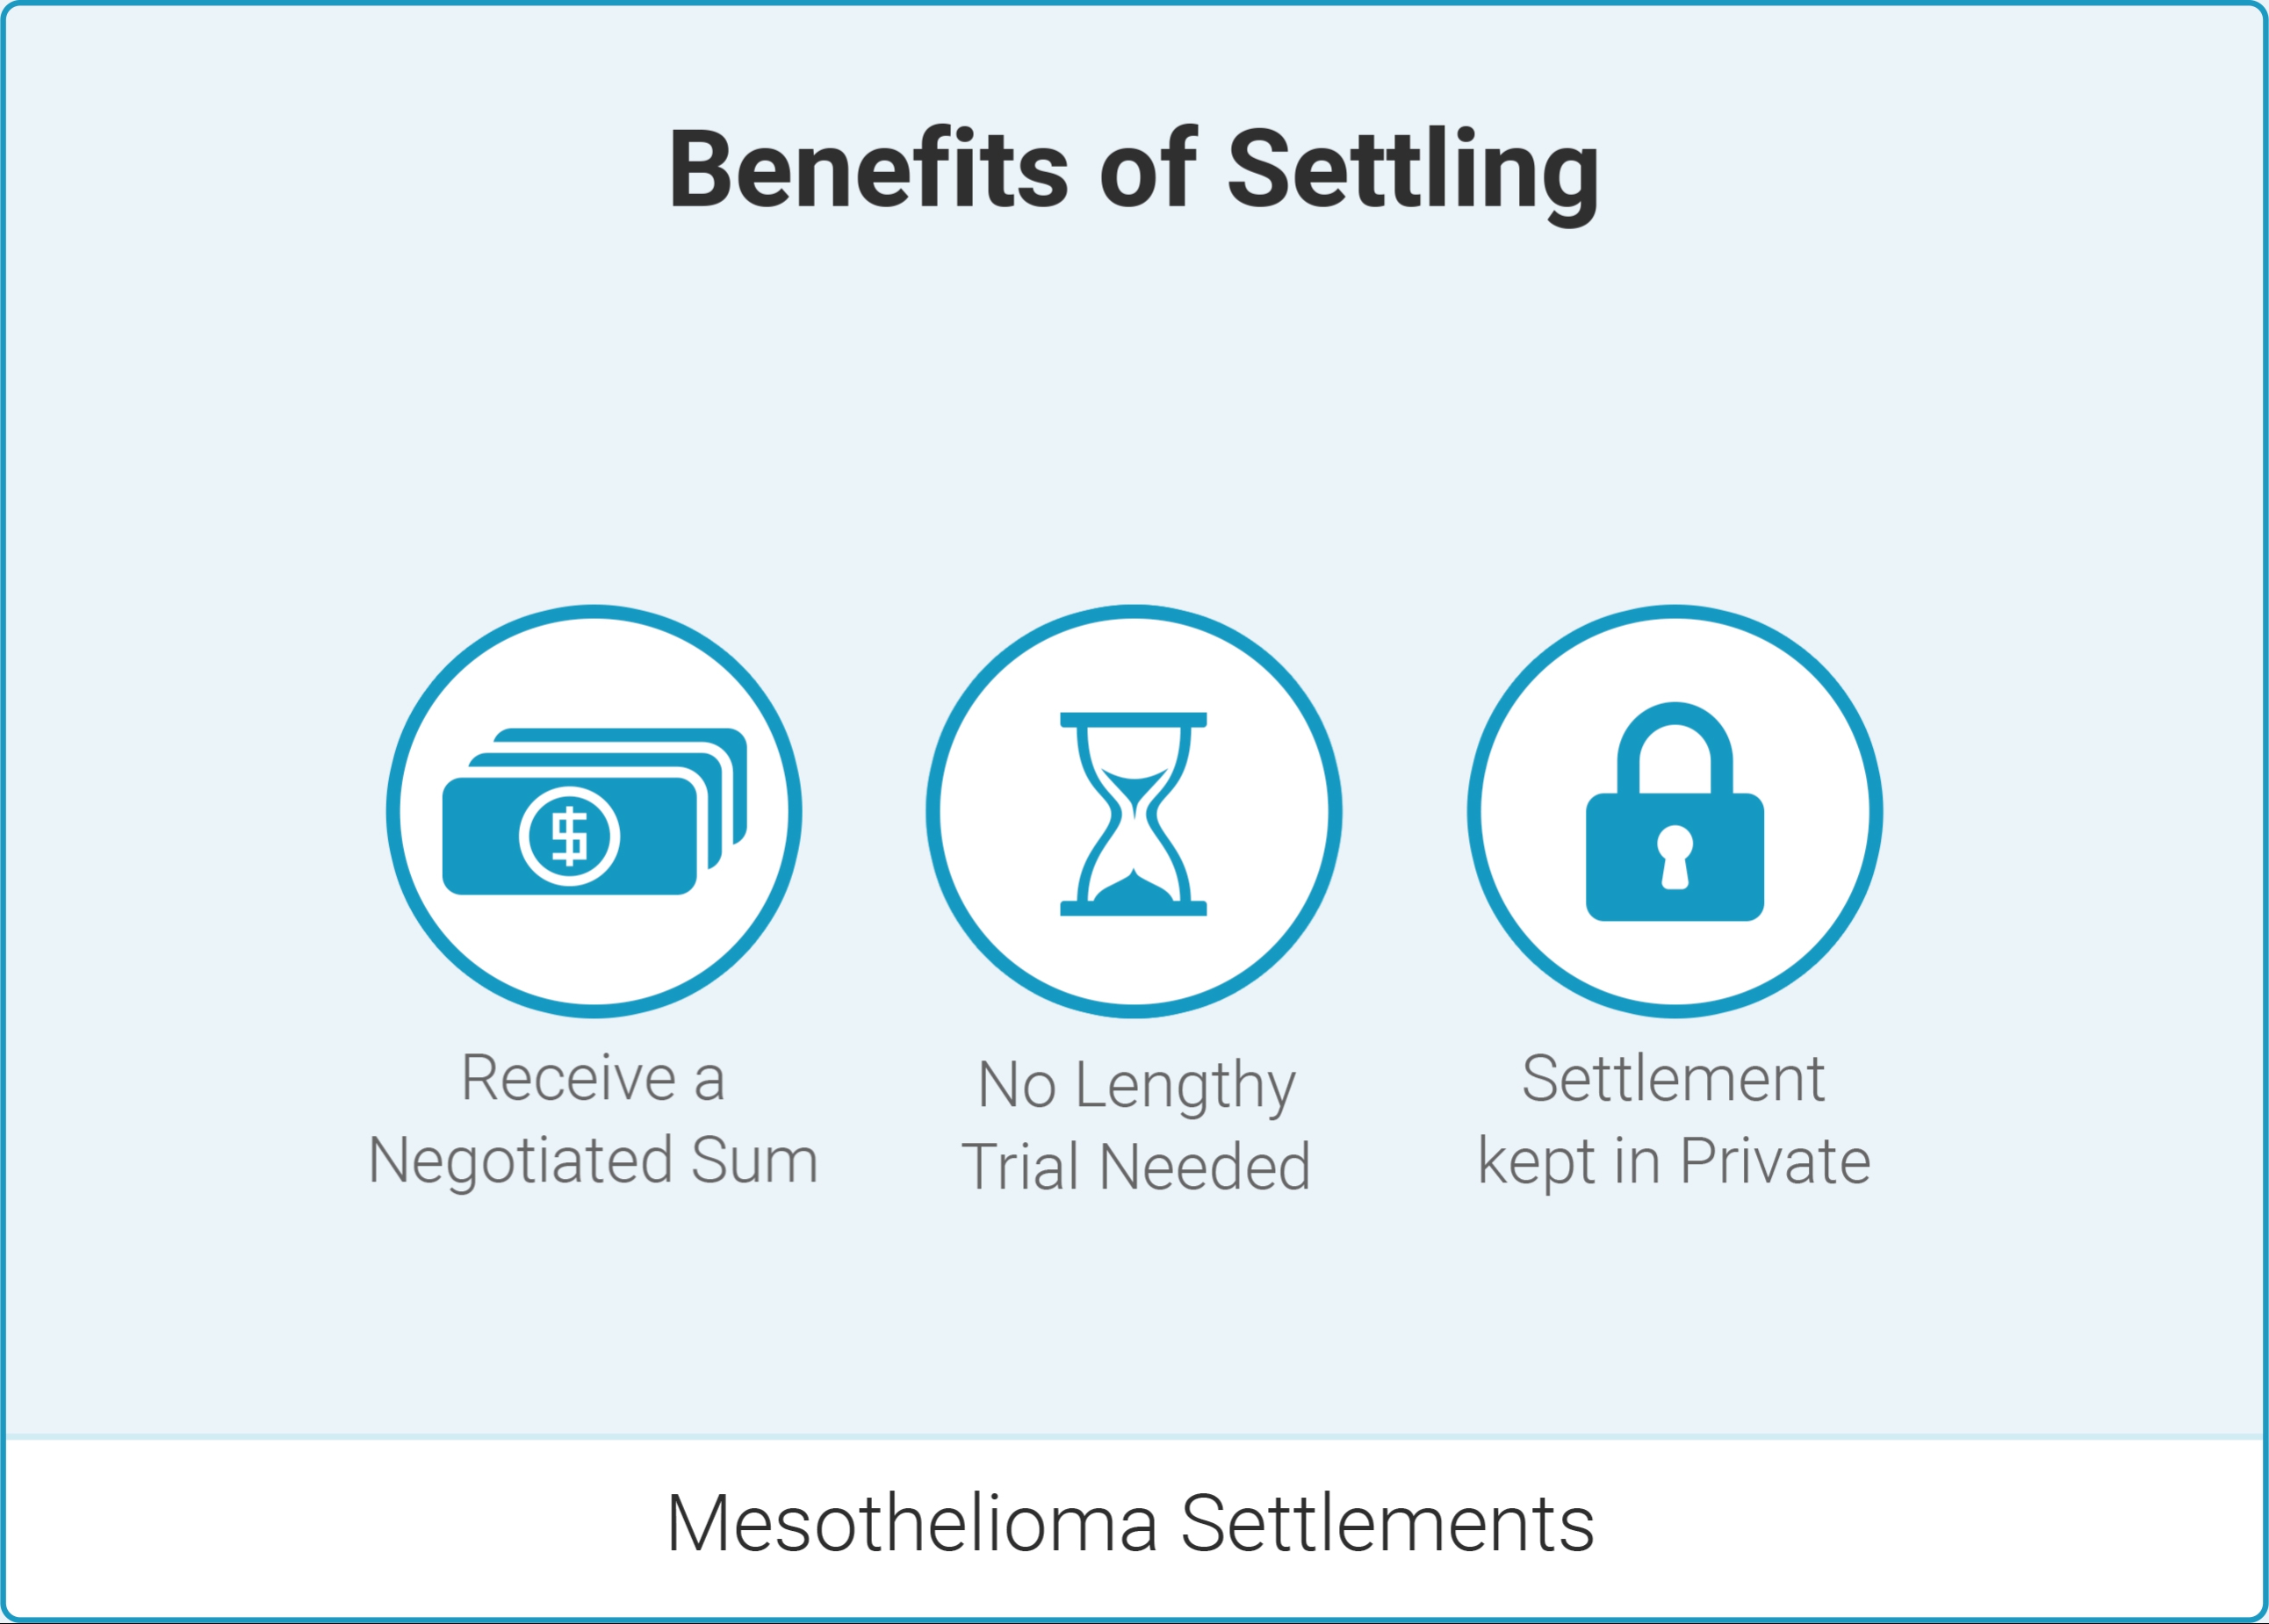 Benefits of Settling
$
Receive a
Negotiated Sum
No Lengthy
Trial Needed
Settlement
kept in Private
Mesothelioma Settlements